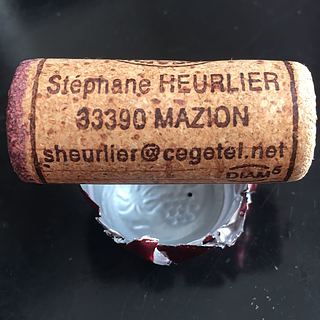 Stéphane HEURLIER
33390 MAZION
sheurlier@cegetel.net
DIAM5